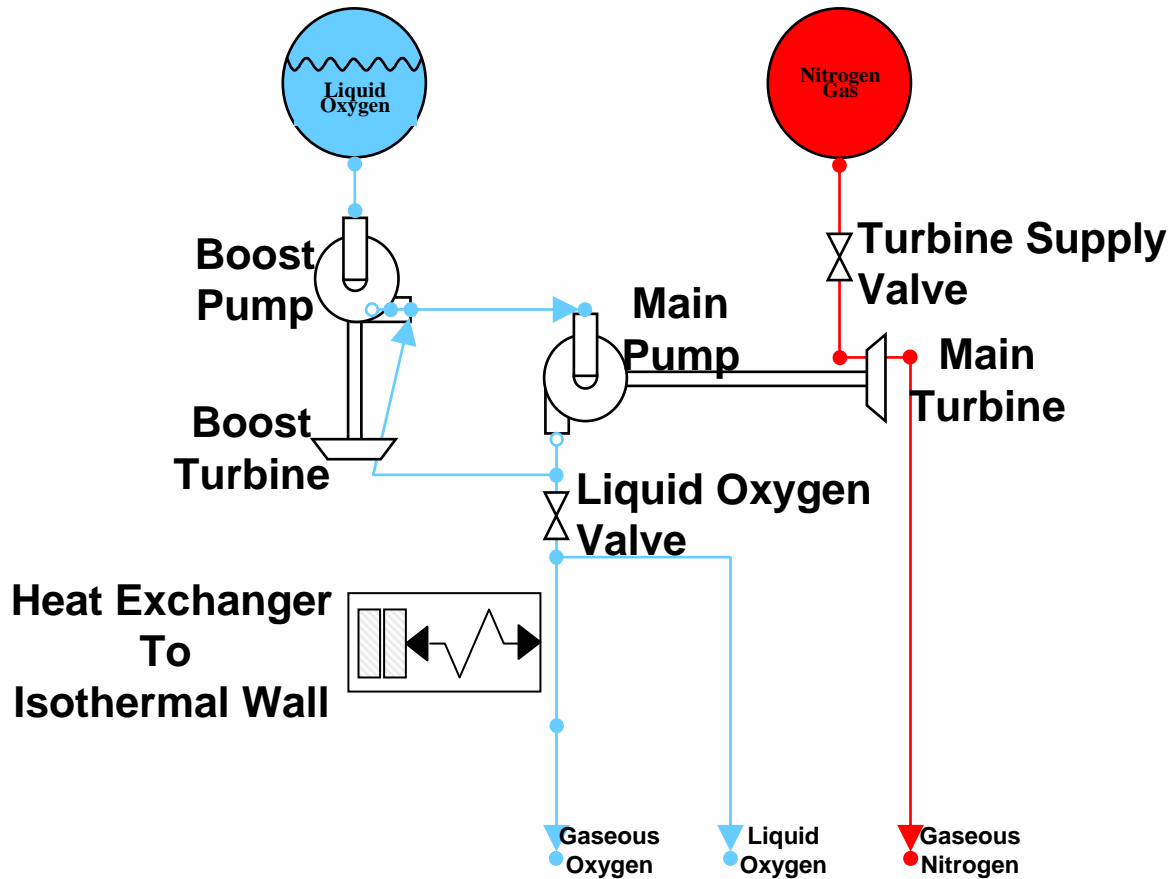 Liquid
Oxygen
Nitrogen
Gas
Boost
Pump
Turbine Supply
Valve
Main
Pump
Main
Turbine
Boost
Turbine
Liquid Oxygen
Valve
Heat Exchanger
To
Isothermal Wall
Gaseous
Oxygen
Liquid
Oxygen
Gaseous
Nitrogen